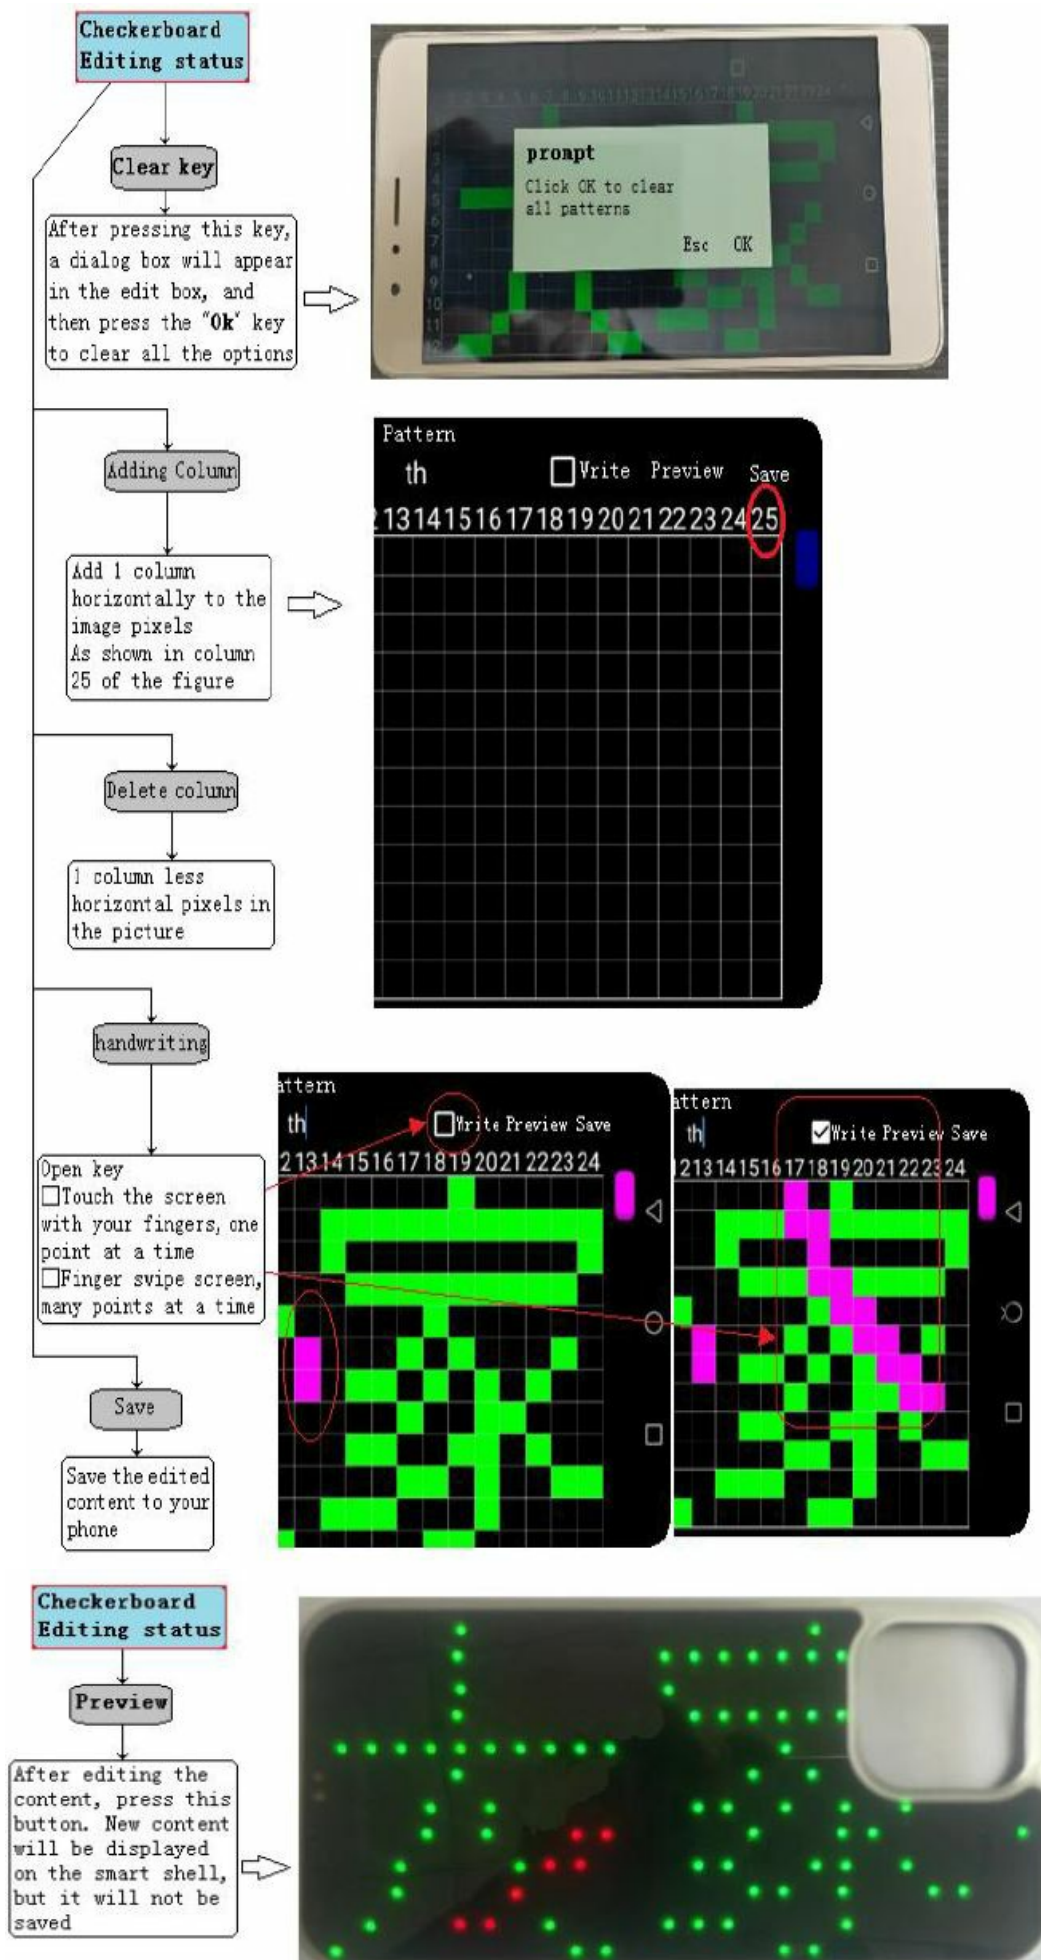 Checkerboard
Editing status
Clear key
After pressing this key,
a dialog box will appear
in the edit box, and
then press the "Ok" key
to clear all the options
prompt
Click OK to clear
all patterns
Esc OK
Adding Column
Add 1 column
horizontally to the
image pixels
As shown in column
25 of the figure
Pattern
th Write Preview Save
13 14 15 16 17 18 19 20 21 22 23 24 25
Delete column
1 column less
horizontal pixels in
the picture
handwriting
Open key
Touch the screen
with your fingers, one
point at a time
Finger swipe screen,
many points at a time
attern
th Write Preview Save
2 13 14 15 16 17 18 19 20 21 22 23 24
attern
th Write Preview Save
12 13 14 15 16 17 18 19 20 21 22 23 24
Save
Save the edited
content to your
phone
Checkerboard
Editing status
Preview
After editing the
content, press this
button. New content
will be displayed
on the smart shell,
but it will not be
saved